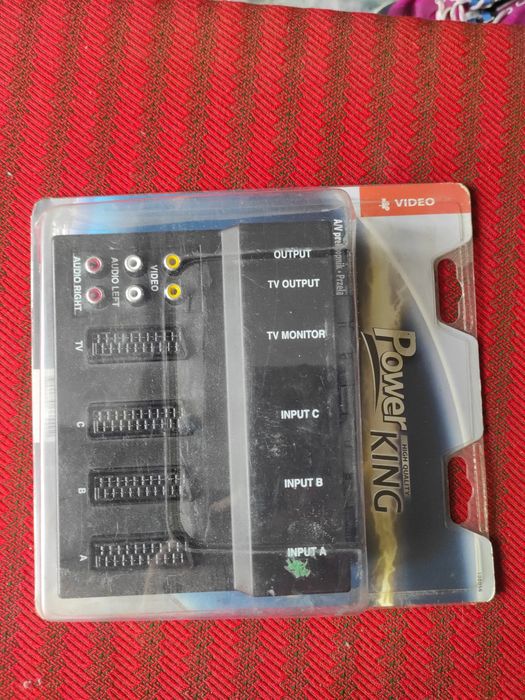 VIDEO
Power
KING
HIGH QUALITY
A/V
OUTPUT
TV OUTPUT
TV MONITOR
INPUT C
INPUT B
INPUT A
VIDEO
AUDIO LEFT
AUDIO RIGHT
TV
C
B
A